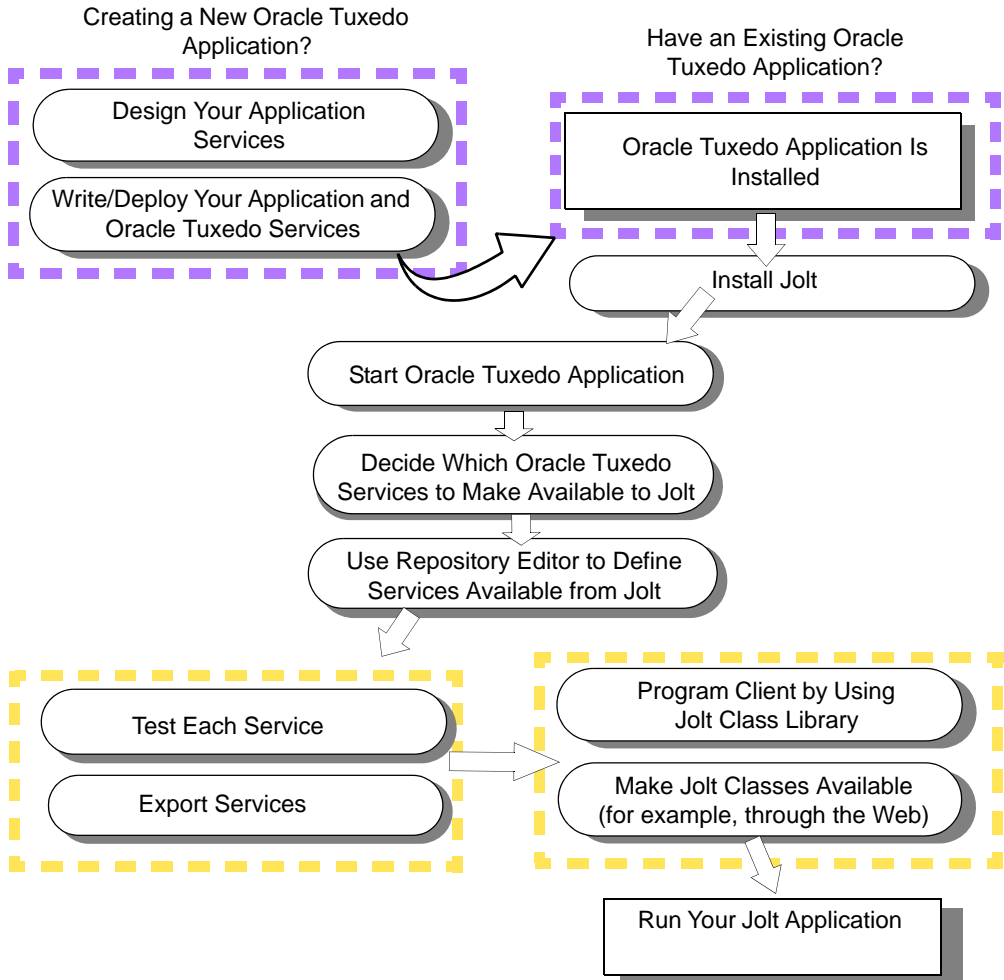 Creating a New Oracle Tuxedo
Application?
Have an Existing Oracle
Tuxedo Application?
Design Your Application
Services
Write/Deploy Your Application and
Oracle Tuxedo Services
Oracle Tuxedo Application Is
Installed
Install Jolt
Start Oracle Tuxedo Application
Decide Which Oracle Tuxedo
Services to Make Available to Jolt
Use Repository Editor to Define
Services Available from Jolt
Test Each Service
Export Services
Program Client by Using
Jolt Class Library
Make Jolt Classes Available
(for example, through the Web)
Run Your Jolt Application